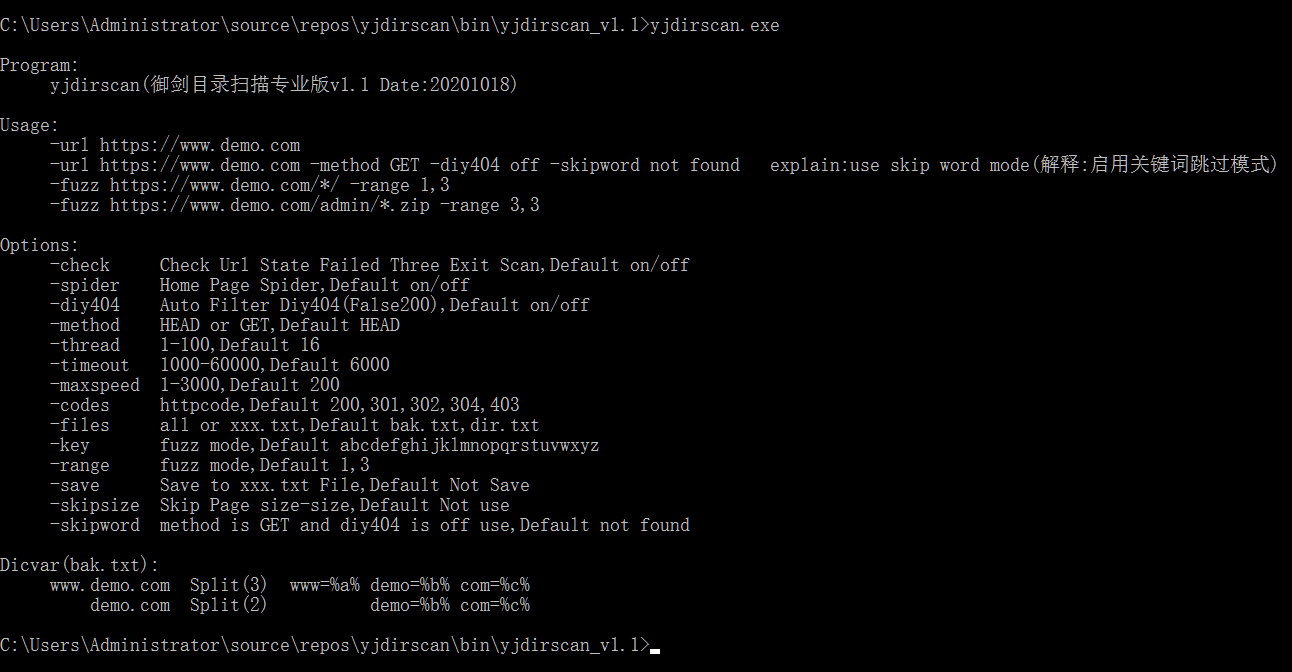 C:\Users\Administrator\source\repos\yjdirscan\bin\yjdirscan_v1.1>yjdirscan.exe
Program:
yjdirscan(御剑目录扫描专业版v1.1 Date:20201018)
Usage:
-url https://www.demo.com
-url https://www.demo.com -method GET -diy404 off -skipword not found   explain:use skip word mode(解释:启用关键词跳过模式)
-fuzz https://www.demo.com/*/ -range 1,3
-fuzz https://www.demo.com/admin/*.zip -range 3,3
Options:
-check     Check Url State Failed Three Exit Scan,Default on/off
-spider    Home Page Spider,Default on/off
-diy404    Auto Filter Diy404(False200),Default on/off
-method    HEAD or GET,Default HEAD
-thread    1-100,Default 16
-timeout   1000-60000,Default 6000
-maxspeed  1-3000,Default 200
-codes     httpcode,Default 200,301,302,304,403
-files     all or xxx.txt,Default bak.txt,dir.txt
-key       fuzz mode,Default abcdefghijklmnopqrstuvwxyz
-range     fuzz mode,Default 1,3
-save      Save to xxx.txt File,Default Not Save
-skipsize  Skip Page size-size,Default Not use
-skipword  method is GET and diy404 is off use,Default not found
Dicvar(bak.txt):
www.demo.com  Split(3)  www=%a% demo=%b% com=%c%
demo.com  Split(2)          demo=%b% com=%c%
C:\Users\Administrator\source\repos\yjdirscan\bin\yjdirscan_v1.1>